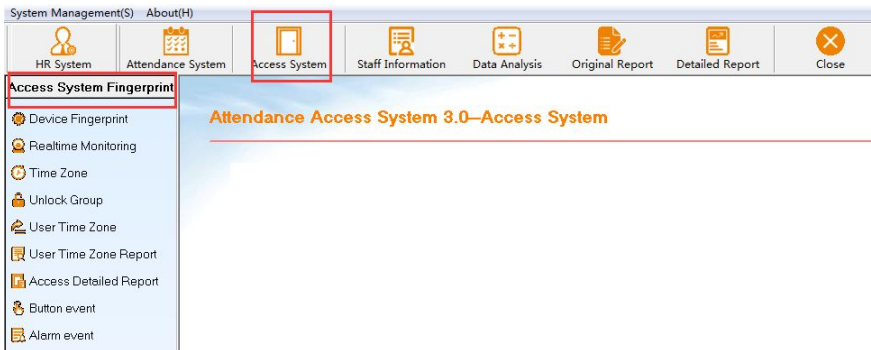 System Management(S) About(H)
HR System Attendance System Access System Staff Information Data Analysis Original Report Detailed Report Close
Access System Fingerprint
Device Fingerprint
Attendance Access System 3.0—Access System
Realtime Monitoring
Time Zone
Unlock Group
User Time Zone
User Time Zone Report
Access Detailed Report
Button event
Alarm event